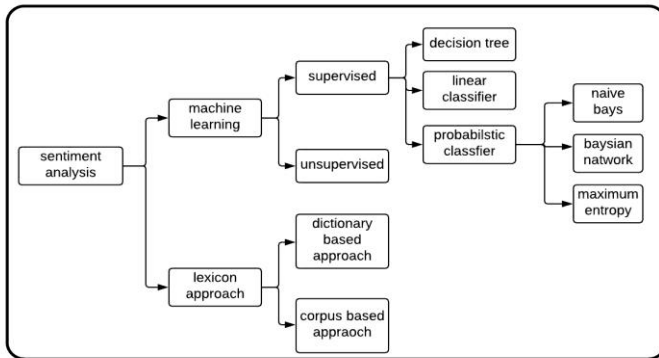 sentiment
analysis
machine
learning
lexicon
approach
supervised
unsupervised
dictionary
based
approach
corpus based
appraoch
decision tree
linear
classifier
probabilstic
classfier
naive
bays
baysian
natwork
maximum
entropy